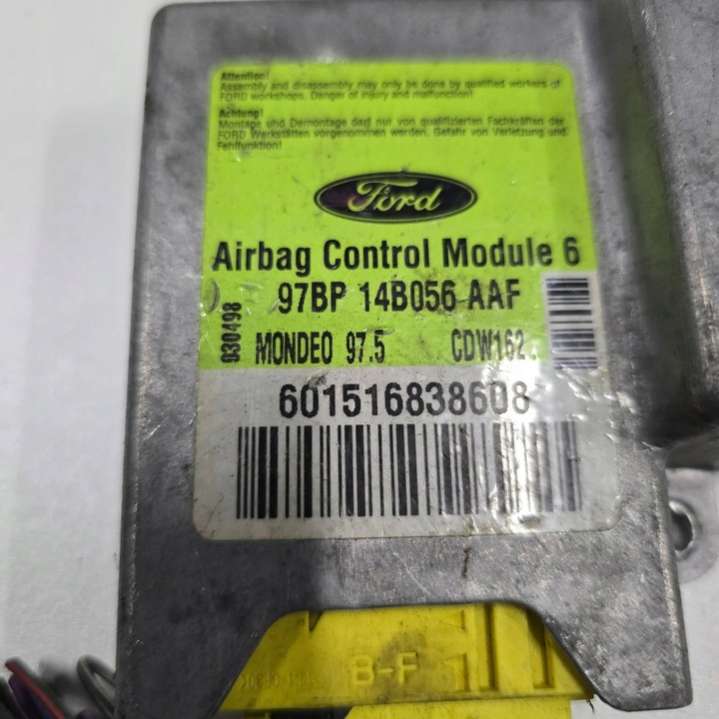 Attention!
Assembly and disassembly may only be done by qualified workers of
FORD workshops. Danger of injury and malfunction!
Achtung!
Montage und Demontage darf nur von qualifizierten Fachkräften der
FORD Werkstätten vorgenommen werden. Gefahr von Verletzung und
Fehlfunktion!
Ford
Airbag Control Module 6
97BP 14B056 AAF
030498
MONDEO 97.5 CDW162
601516838608
B-F